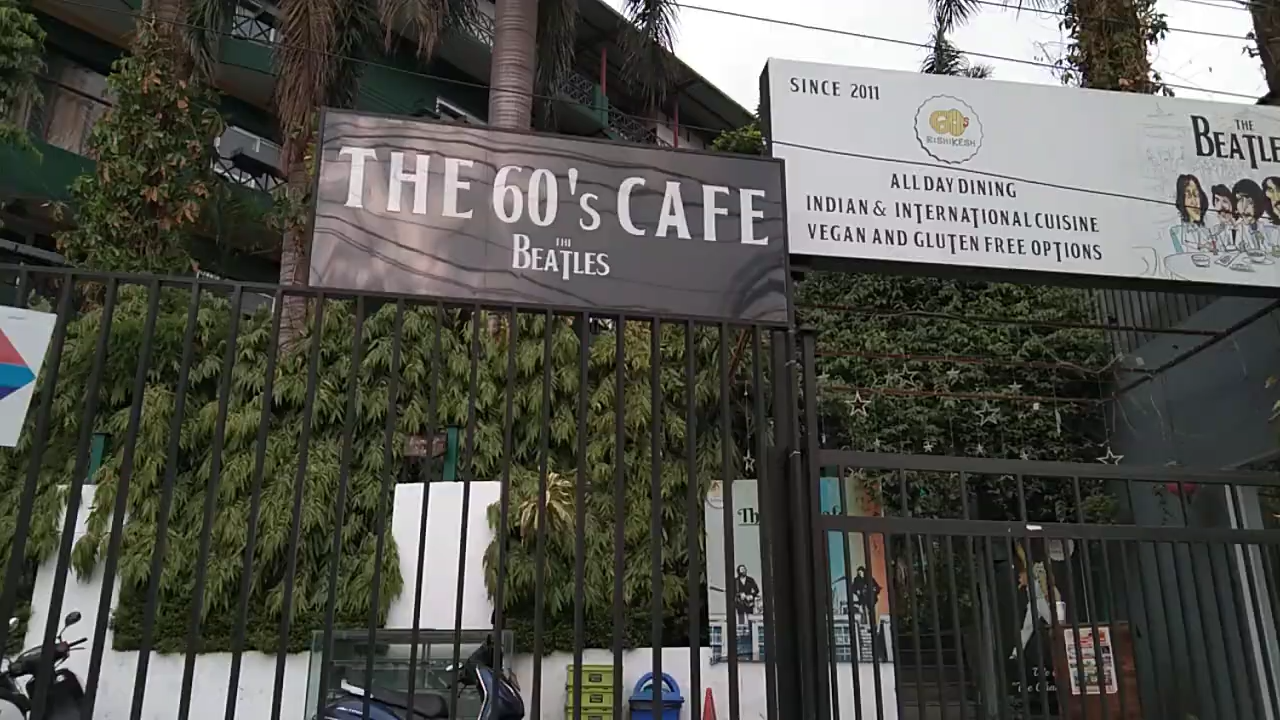 THE 60's CAFE
THE
BEATLES
SINCE 2011
60's
RISHIKESH
ALL DAY DINING
INDIAN & INTERNATIONAL CUISINE
VEGAN AND GLUTEN FREE OPTIONS
THE